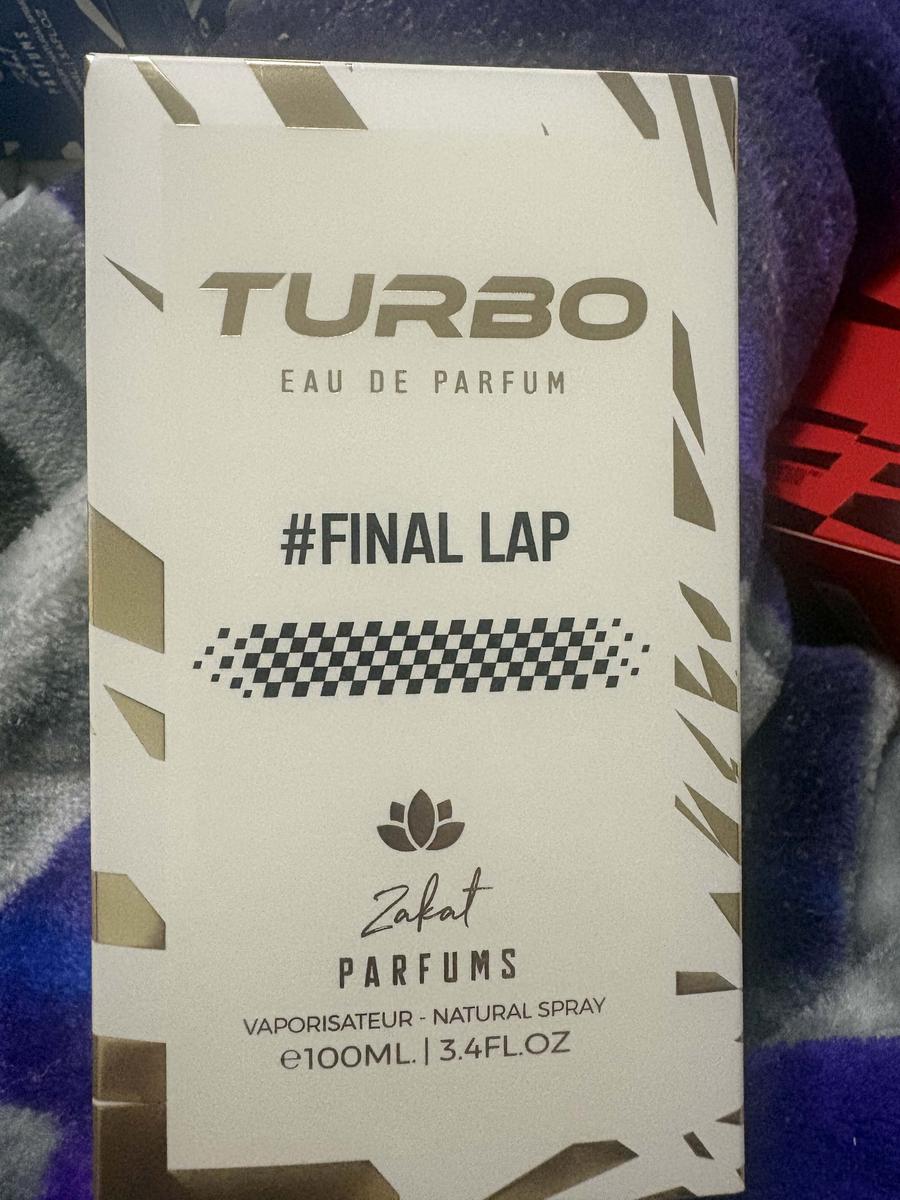 TURBO
EAU DE PARFUM
#FINAL LAP
Zakat
PARFUMS
VAPORISATEUR - NATURAL SPRAY
℮100ML. | 3.4FL.OZ